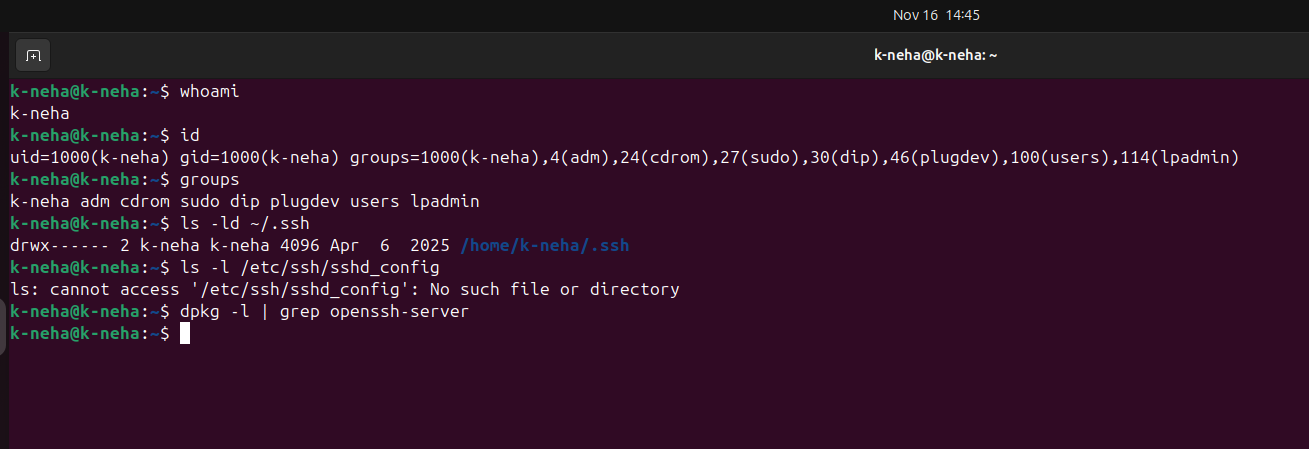 Nov 16 14:45
k-neha@k-neha: ~
k-neha@k-neha:~$ whoami
k-neha
k-neha@k-neha:~$ id
uid=1000(k-neha) gid=1000(k-neha) groups=1000(k-neha),4(adm),24(cdrom),27(sudo),30(dip),46(plugdev),100(users),114(lpadmin)
k-neha@k-neha:~$ groups
k-neha adm cdrom sudo dip plugdev users lpadmin
k-neha@k-neha:~$ ls -ld ~/.ssh
drwx------ 2 k-neha k-neha 4096 Apr  6  2025 /home/k-neha/.ssh
k-neha@k-neha:~$ ls -l /etc/ssh/sshd_config
ls: cannot access '/etc/ssh/sshd_config': No such file or directory
k-neha@k-neha:~$ dpkg -l | grep openssh-server
k-neha@k-neha:~$